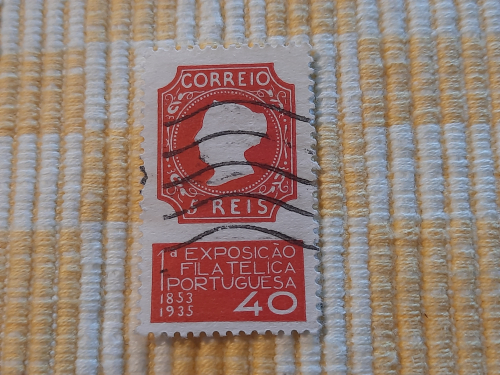 CORREIO
5 REIS
1ª EXPOSIÇÃO
FILATELICA
PORTUGUESA
1853
1935
40